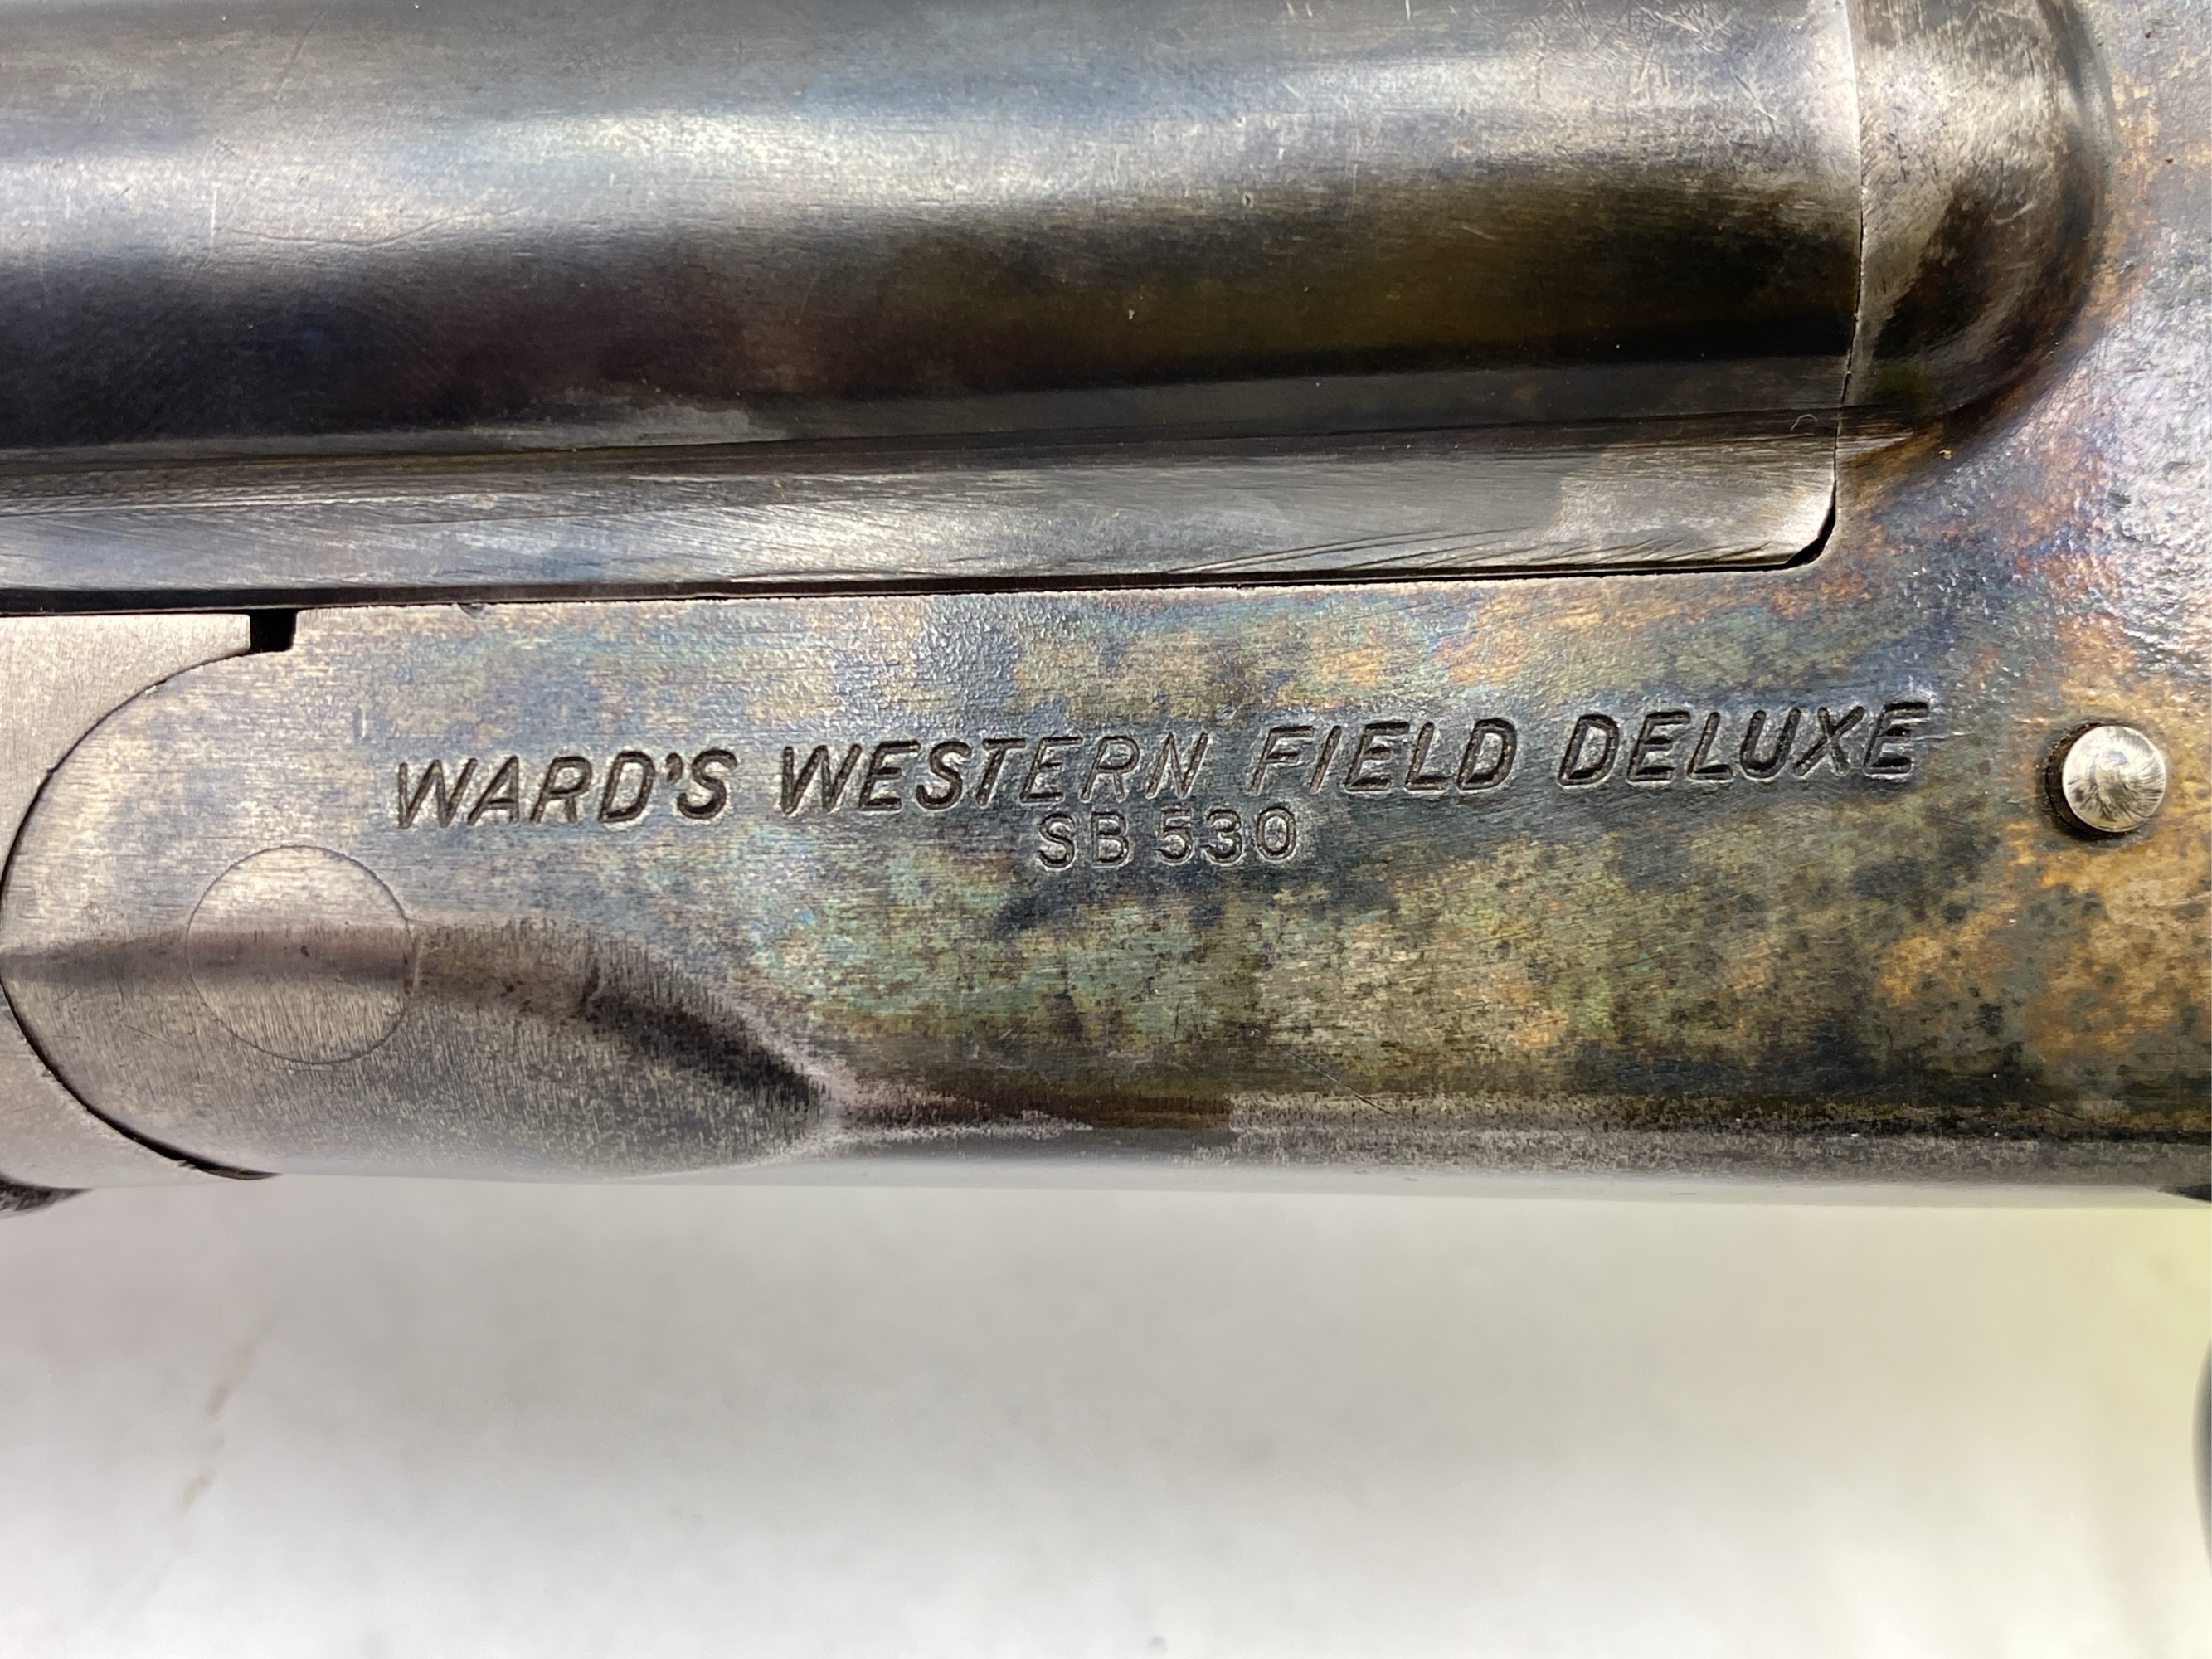 WARD'S WESTERN FIELD DELUXE
SB 530